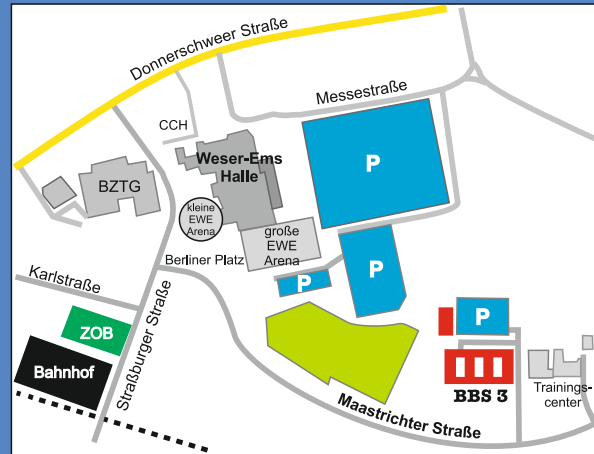 Donnerschweer Straße
Messestraße
CCH
Weser-Ems
Halle
P
BZTG
kleine
EWE
Arena
große
EWE
Arena
Berliner Platz
P
P
Karlstraße
ZOB
Bahnhof
Straßburger Straße
P
BBS 3
Trainings-
center
Maastrichter Straße